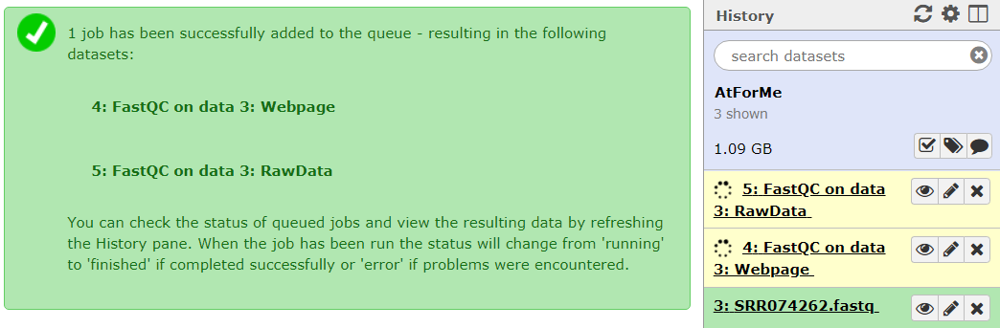 1 job has been successfully added to the queue - resulting in the following
datasets:
4: FastQC on data 3: Webpage
5: FastQC on data 3: RawData
You can check the status of queued jobs and view the resulting data by refreshing
the History pane. When the job has been run the status will change from 'running'
to 'finished' if completed successfully or 'error' if problems were encountered.
History
search datasets
AtForMe
3 shown
1.09 GB
5: FastQC on data
3: RawData
4: FastQC on data
3: Webpage
3: SRR074262.fastq